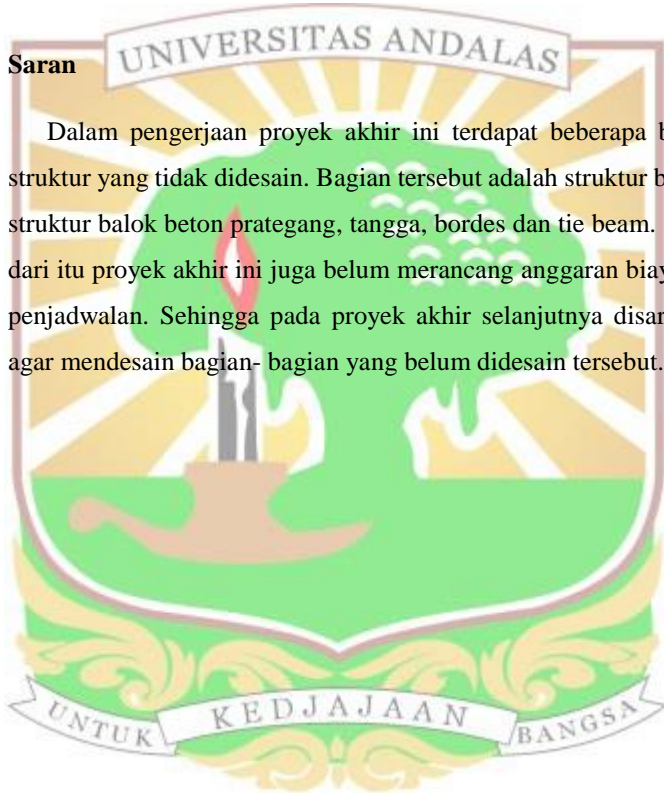 UNIVERSITAS ANDALAS
Saran
Dalam pengerjaan proyek akhir ini terdapat beberapa
struktur yang tidak didesain. Bagian tersebut adalah struktur
struktur balok beton prategang, tangga, bordes dan tie beam.
dari itu proyek akhir ini juga belum merancang anggaran
penjadwalan. Sehingga pada proyek akhir selanjutnya
agar mendesain bagian- bagian yang belum didesain tersebut.
UNTUK KEDJAJAAN BANGSA